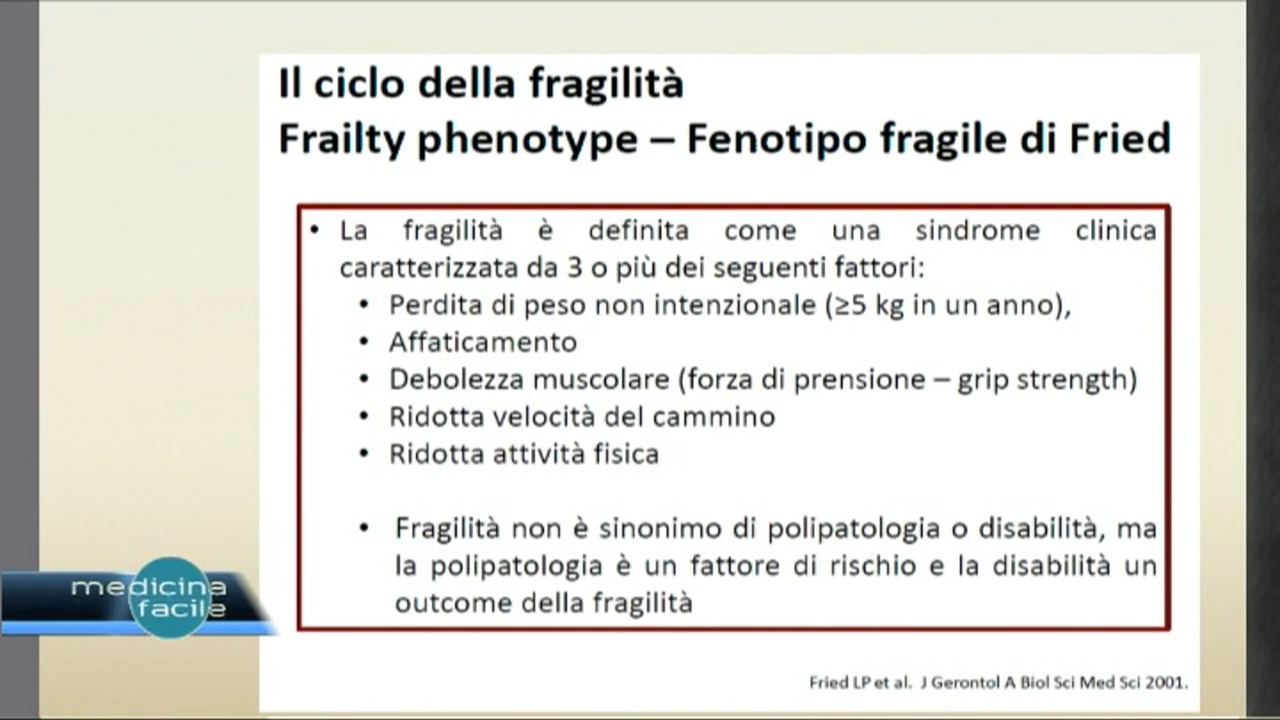 Il ciclo della fragilità
Frailty phenotype – Fenotipo fragile di Fried
• La fragilità è definita come una sindrome clinica
caratterizzata da 3 o più dei seguenti fattori:
• Perdita di peso non intenzionale (≥5 kg in un anno),
• Affaticamento
• Debolezza muscolare (forza di prensione – grip strength)
• Ridotta velocità del cammino
• Ridotta attività fisica
• Fragilità non è sinonimo di polipatologia o disabilità, ma
la polipatologia è un fattore di rischio e la disabilità un
outcome della fragilità
medicina
facile
Fried LP et al. J Gerontol A Biol Sci Med Sci 2001.